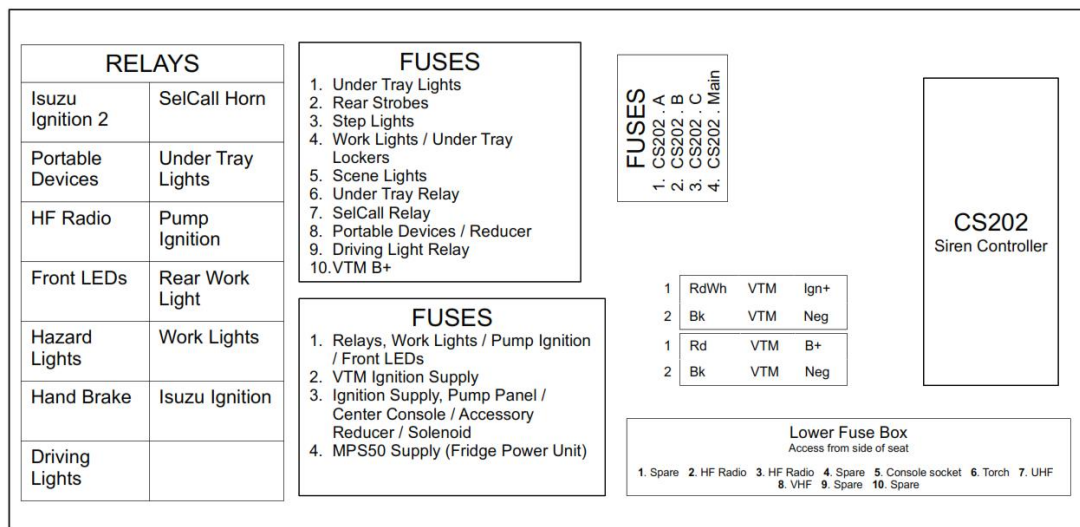 RELAYS
Isuzu Ignition 2
SelCall Horn
Portable Devices
Under Tray Lights
HF Radio
Pump Ignition
Front LEDs
Rear Work Light
Hazard Lights
Work Lights
Hand Brake
Isuzu Ignition
Driving Lights
FUSES
1. Under Tray Lights
2. Rear Strobes
3. Step Lights
4. Work Lights / Under Tray
Lockers
5. Scene Lights
6. Under Tray Relay
7. SelCall Relay
8. Portable Devices / Reducer
9. Driving Light Relay
10.VTM B+
FUSES
1. Relays, Work Lights / Pump Ignition
/ Front LEDs
2. VTM Ignition Supply
3. Ignition Supply, Pump Panel /
Center Console / Accessory
Reducer / Solenoid
4. MPS50 Supply (Fridge Power Unit)
FUSES
1. CS202 . A
2. CS202 . B
3. CS202 . C
4. CS202 . Main
1 RdWh VTM Ign+
2 Bk VTM Neg
1 Rd VTM B+
2 Bk VTM Neg
CS202
Siren Controller
Lower Fuse Box
Access from side of seat
1. Spare 2. HF Radio 3. HF Radio 4. Spare 5. Console socket 6. Torch 7. UHF
8. VHF 9. Spare 10. Spare